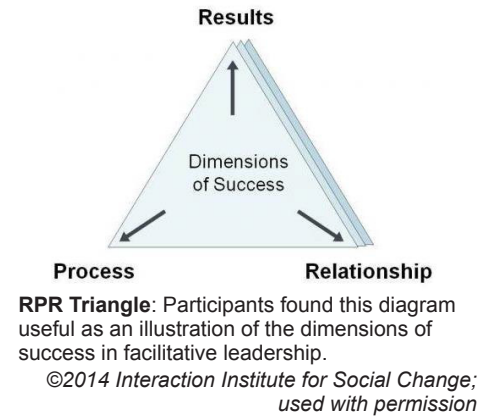 Results
Dimensions
of Success
Process
Relationship
RPR Triangle: Participants found this diagram
useful as an illustration of the dimensions of
success in facilitative leadership.
©2014 Interaction Institute for Social Change;
used with permission